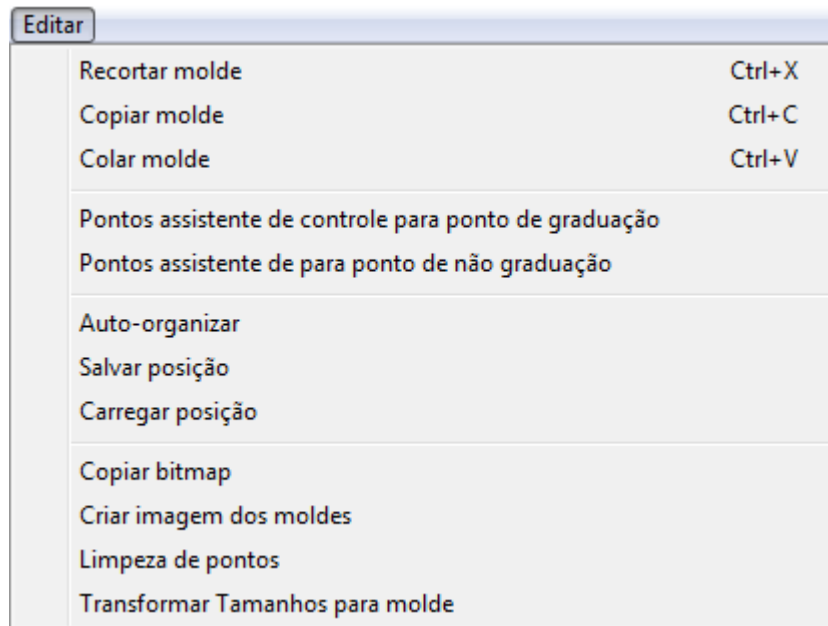 Editar
Recortar molde Ctrl+X
Copiar molde Ctrl+C
Colar molde Ctrl+V
Pontos assistente de controle para ponto de graduação
Pontos assistente de para ponto de não graduação
Auto-organizar
Salvar posição
Carregar posição
Copiar bitmap
Criar imagem dos moldes
Limpeza de pontos
Transformar Tamanhos para molde